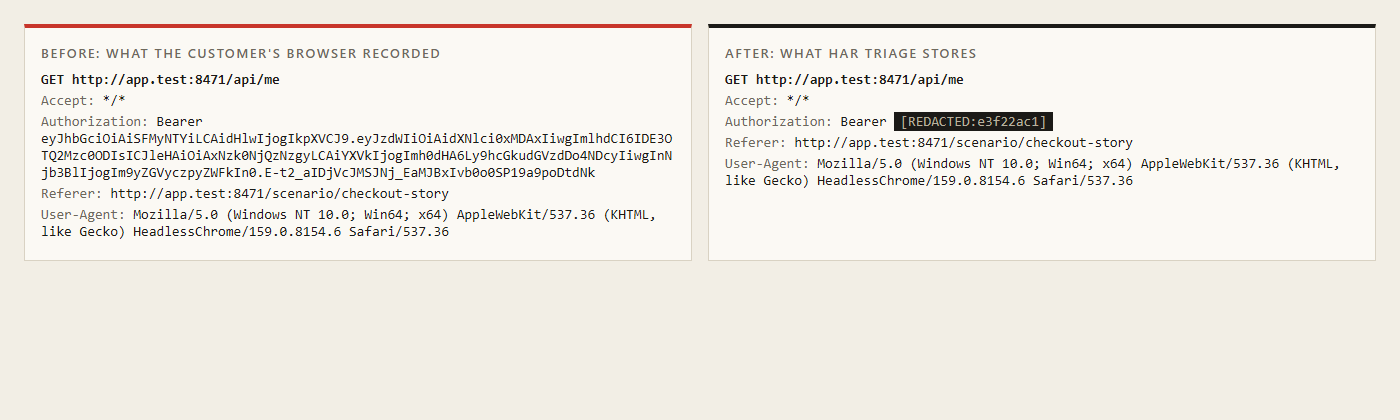 BEFORE: WHAT THE CUSTOMER'S BROWSER RECORDED
GET http://app.test:8471/api/me
Accept: */*
Authorization: Bearer
eyJhbGciOiAiSFMyNTYiLCAidHlwIjogIkpXVCJ9.eyJzdWIiOiAidXNlci0xMDAxIiwgImlhdCI6IDE3O
TQ2Mzc0ODIsICJleHAiOiAxNzk0NjQzNzgyLCAiYXVkIjogImh0dHA6Ly9hcGkudGVzdDo4NDcyIiwgInN
jb3BlIjogIm9yZGVyczpyZWFkIn0.E-t2_aIDjVcJMSJNj_EaMJBxIvb0o0SP19a9poDtdNk
Referer: http://app.test:8471/scenario/checkout-story
User-Agent: Mozilla/5.0 (Windows NT 10.0; Win64; x64) AppleWebKit/537.36 (KHTML,
like Gecko) HeadlessChrome/159.0.8154.6 Safari/537.36
AFTER: WHAT HAR TRIAGE STORES
GET http://app.test:8471/api/me
Accept: */*
Authorization: Bearer [REDACTED:e3f22ac1]
Referer: http://app.test:8471/scenario/checkout-story
User-Agent: Mozilla/5.0 (Windows NT 10.0; Win64; x64) AppleWebKit/537.36 (KHTML,
like Gecko) HeadlessChrome/159.0.8154.6 Safari/537.36